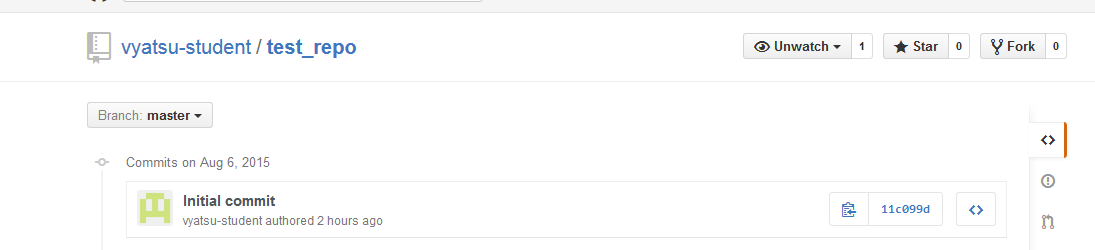 vyatsu-student / test_repo
Unwatch 1 Star 0 Fork 0
Branch: master
Commits on Aug 6, 2015
Initial commit
vyatsu-student authored 2 hours ago
11c099d